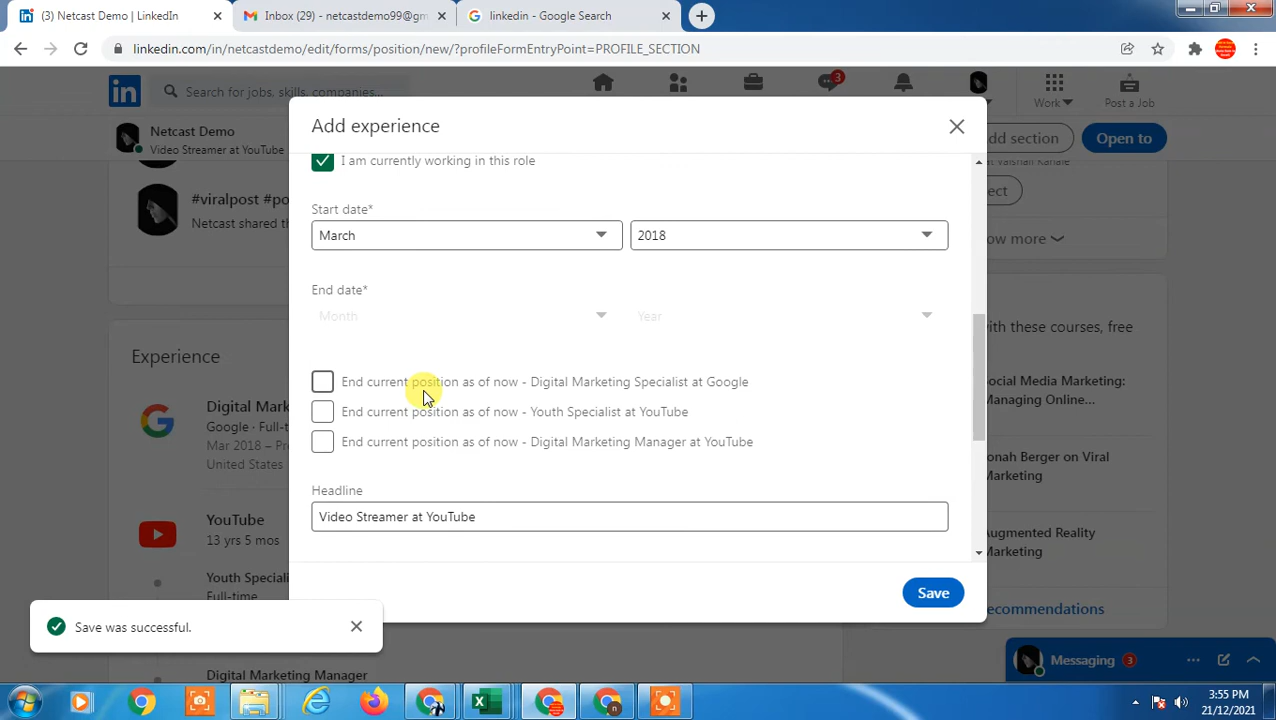 (3) Netcast Demo | LinkedIn
Inbox (29) - netcastdemo99@gm
linkedin - Google Search
linkedin.com/in/netcastdemo/edit/forms/position/new/?profileFormEntryPoint=PROFILE_SECTION
in
Search for jobs, skills, companies...
3
Work
Post a Job
Netcast Demo
Video Streamer at YouTube
dd section
Open to
Add experience
I am currently working in this role
#viralpost #po
Netcast shared th
Start date*
March
2018
how more
End date*
Month
Year
with these courses, free
Experience
End current position as of now - Digital Marketing Specialist at Google
End current position as of now - Youth Specialist at YouTube
End current position as of now - Digital Marketing Manager at YouTube
Digital Mark
Google · Full-t
Mar 2018 -
United States
ocial Media Marketing:
Managing Online...
onah Berger on Viral
Marketing
Headline
Video Streamer at YouTube
YouTube
13 yrs 5 mos
Augmented Reality
Marketing
Youth Speciali
Full-time
Save
ecommendations
Save was successful.
Messaging
3
Digital Marketing Manager
3:55 PM
21/12/2021